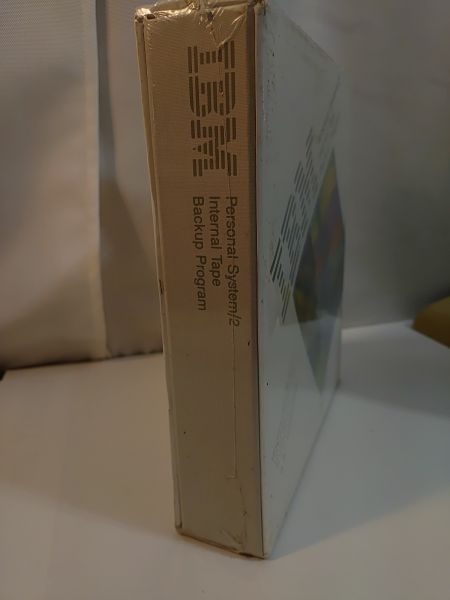 IBM
Personal System/2
Internal Tape
Backup Program